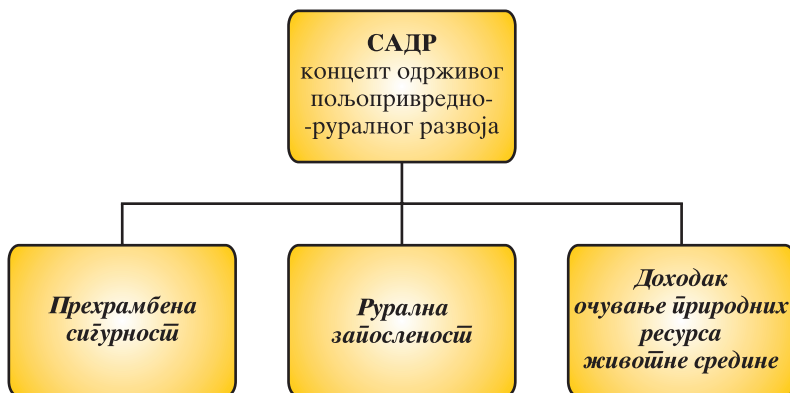 САДР
концепт одрживог
пољопривредно-
-руралног развоја
Прехрамбена
сигурност
Рурална
запосленост
Доходак
очување природних
ресурса
животне средине